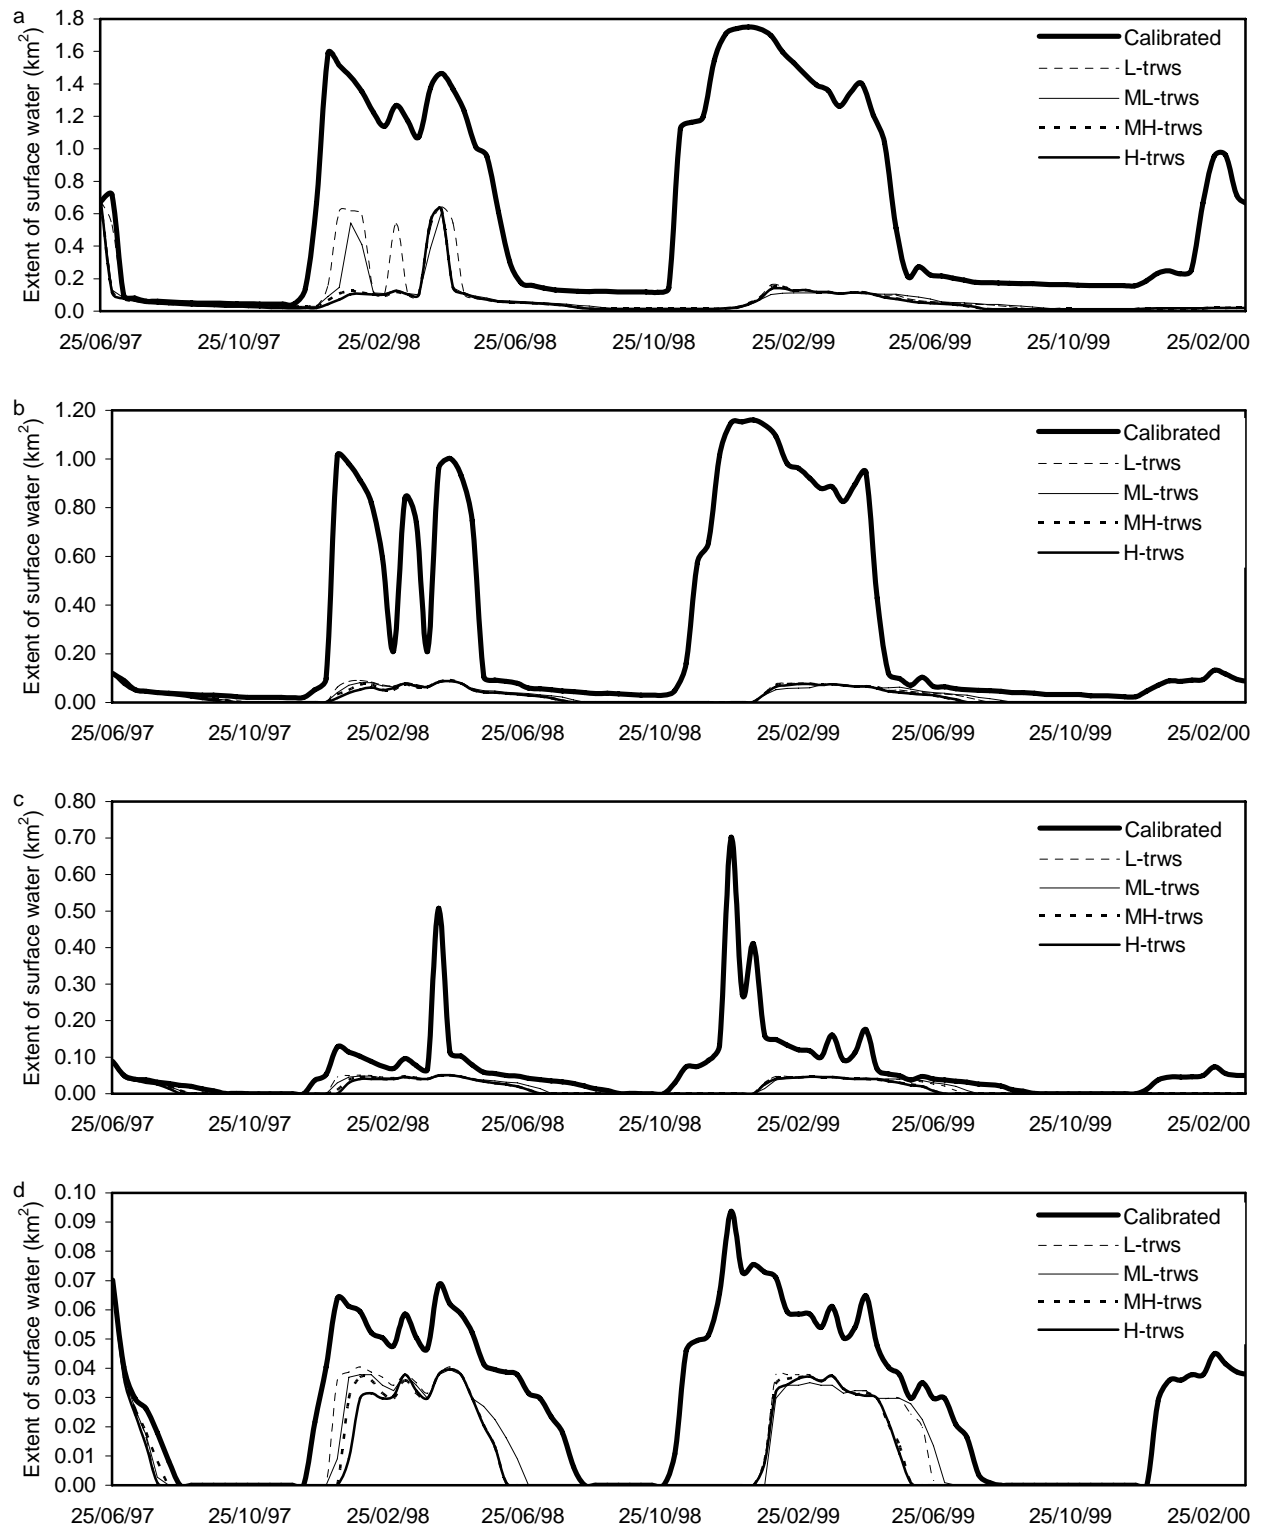 a
Extent of surface water (km²)
1.8
1.6
1.4
1.2
1.0
0.8
0.6
0.4
0.2
0.0
Calibrated
L-trws
ML-trws
MH-trws
H-trws
25/06/97 25/10/97 25/02/98 25/06/98 25/10/98 25/02/99 25/06/99 25/10/99 25/02/00
b
Extent of surface water (km²)
1.20
1.00
0.80
0.60
0.40
0.20
0.00
Calibrated
L-trws
ML-trws
MH-trws
H-trws
25/06/97 25/10/97 25/02/98 25/06/98 25/10/98 25/02/99 25/06/99 25/10/99 25/02/00
c
Extent of surface water (km²)
0.80
0.70
0.60
0.50
0.40
0.30
0.20
0.10
0.00
Calibrated
L-trws
ML-trws
MH-trws
H-trws
25/06/97 25/10/97 25/02/98 25/06/98 25/10/98 25/02/99 25/06/99 25/10/99 25/02/00
d
Extent of surface water (km²)
0.10
0.09
0.08
0.07
0.06
0.05
0.04
0.03
0.02
0.01
0.00
Calibrated
L-trws
ML-trws
MH-trws
H-trws
25/06/97 25/10/97 25/02/98 25/06/98 25/10/98 25/02/99 25/06/99 25/10/99 25/02/00